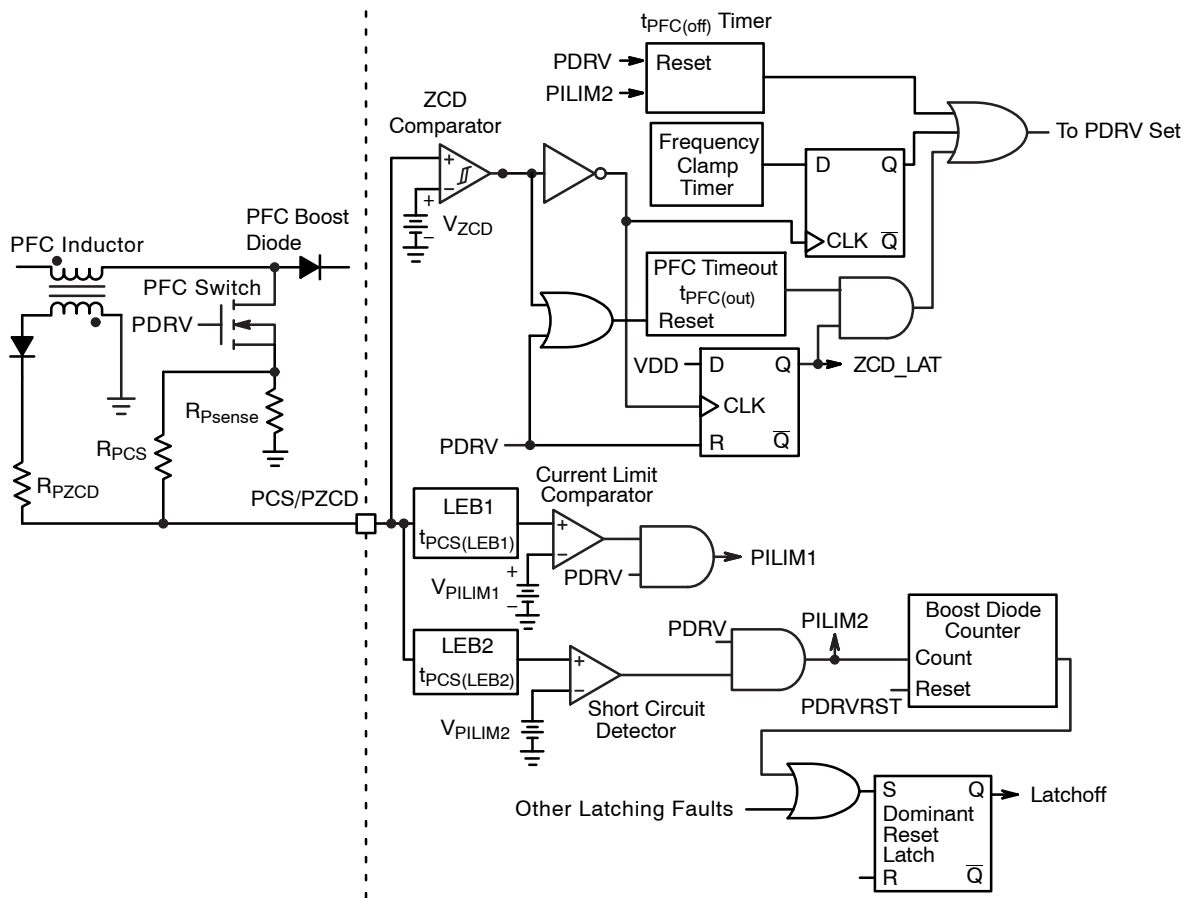 tPFC(off) Timer
PDRV
PILIM2
Reset
ZCD
Comparator
+
−
+
−
VZCD
Frequency
Clamp
Timer
D
Q
CLK
Q
To PDRV Set
PFC Boost
Diode
PFC Inductor
PFC Switch
PDRV
RPsense
RPCS
RPZCD
PCS/PZCD
PFC Timeout
tPFC(out)
Reset
VDD
D
Q
CLK
R
Q
ZCD_LAT
PDRV
Current Limit
Comparator
LEB1
tPCS(LEB1)
+
−
+
−
VPILIM1
PDRV
PILIM1
LEB2
tPCS(LEB2)
+
−
VPILIM2
Short Circuit
Detector
PDRV
PILIM2
Boost Diode
Counter
Count
Reset
PDRVRST
Other Latching Faults
S
Q
Dominant
Reset
Latch
R
Q
Latchoff